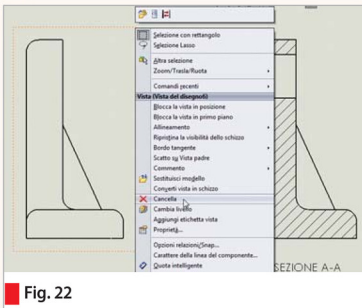 Selezione con rettangolo
Selezione Lasso
Altra selezione
Zoom/Trasla/Ruota
Comandi recenti
Vista (Vista del disegno6)
Blocca la vista in posizione
Blocca la vista in primo piano
Allineamento
Ripristina la visibilità dello schizzo
Bordo tangente
Scatto su Vista padre
Commento
Sostituisci modello
Converti vista in schizzo
Cancella
Cambia livello
Aggiungi etichetta vista
Proprietà...
Opzioni relazioni/Snap...
Carattere della linea del componente...
Quota intelligente
SEZIONE A-A
Fig. 22